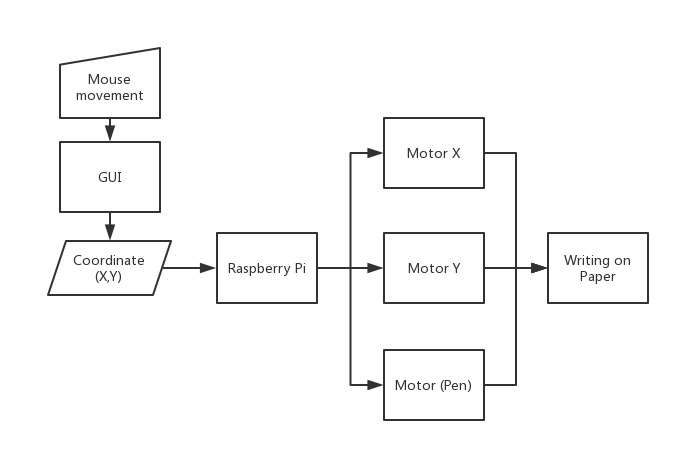 Mouse
movement
GUI
Coordinate
(X,Y)
Raspberry Pi
Motor X
Motor Y
Motor (Pen)
Writing on
Paper